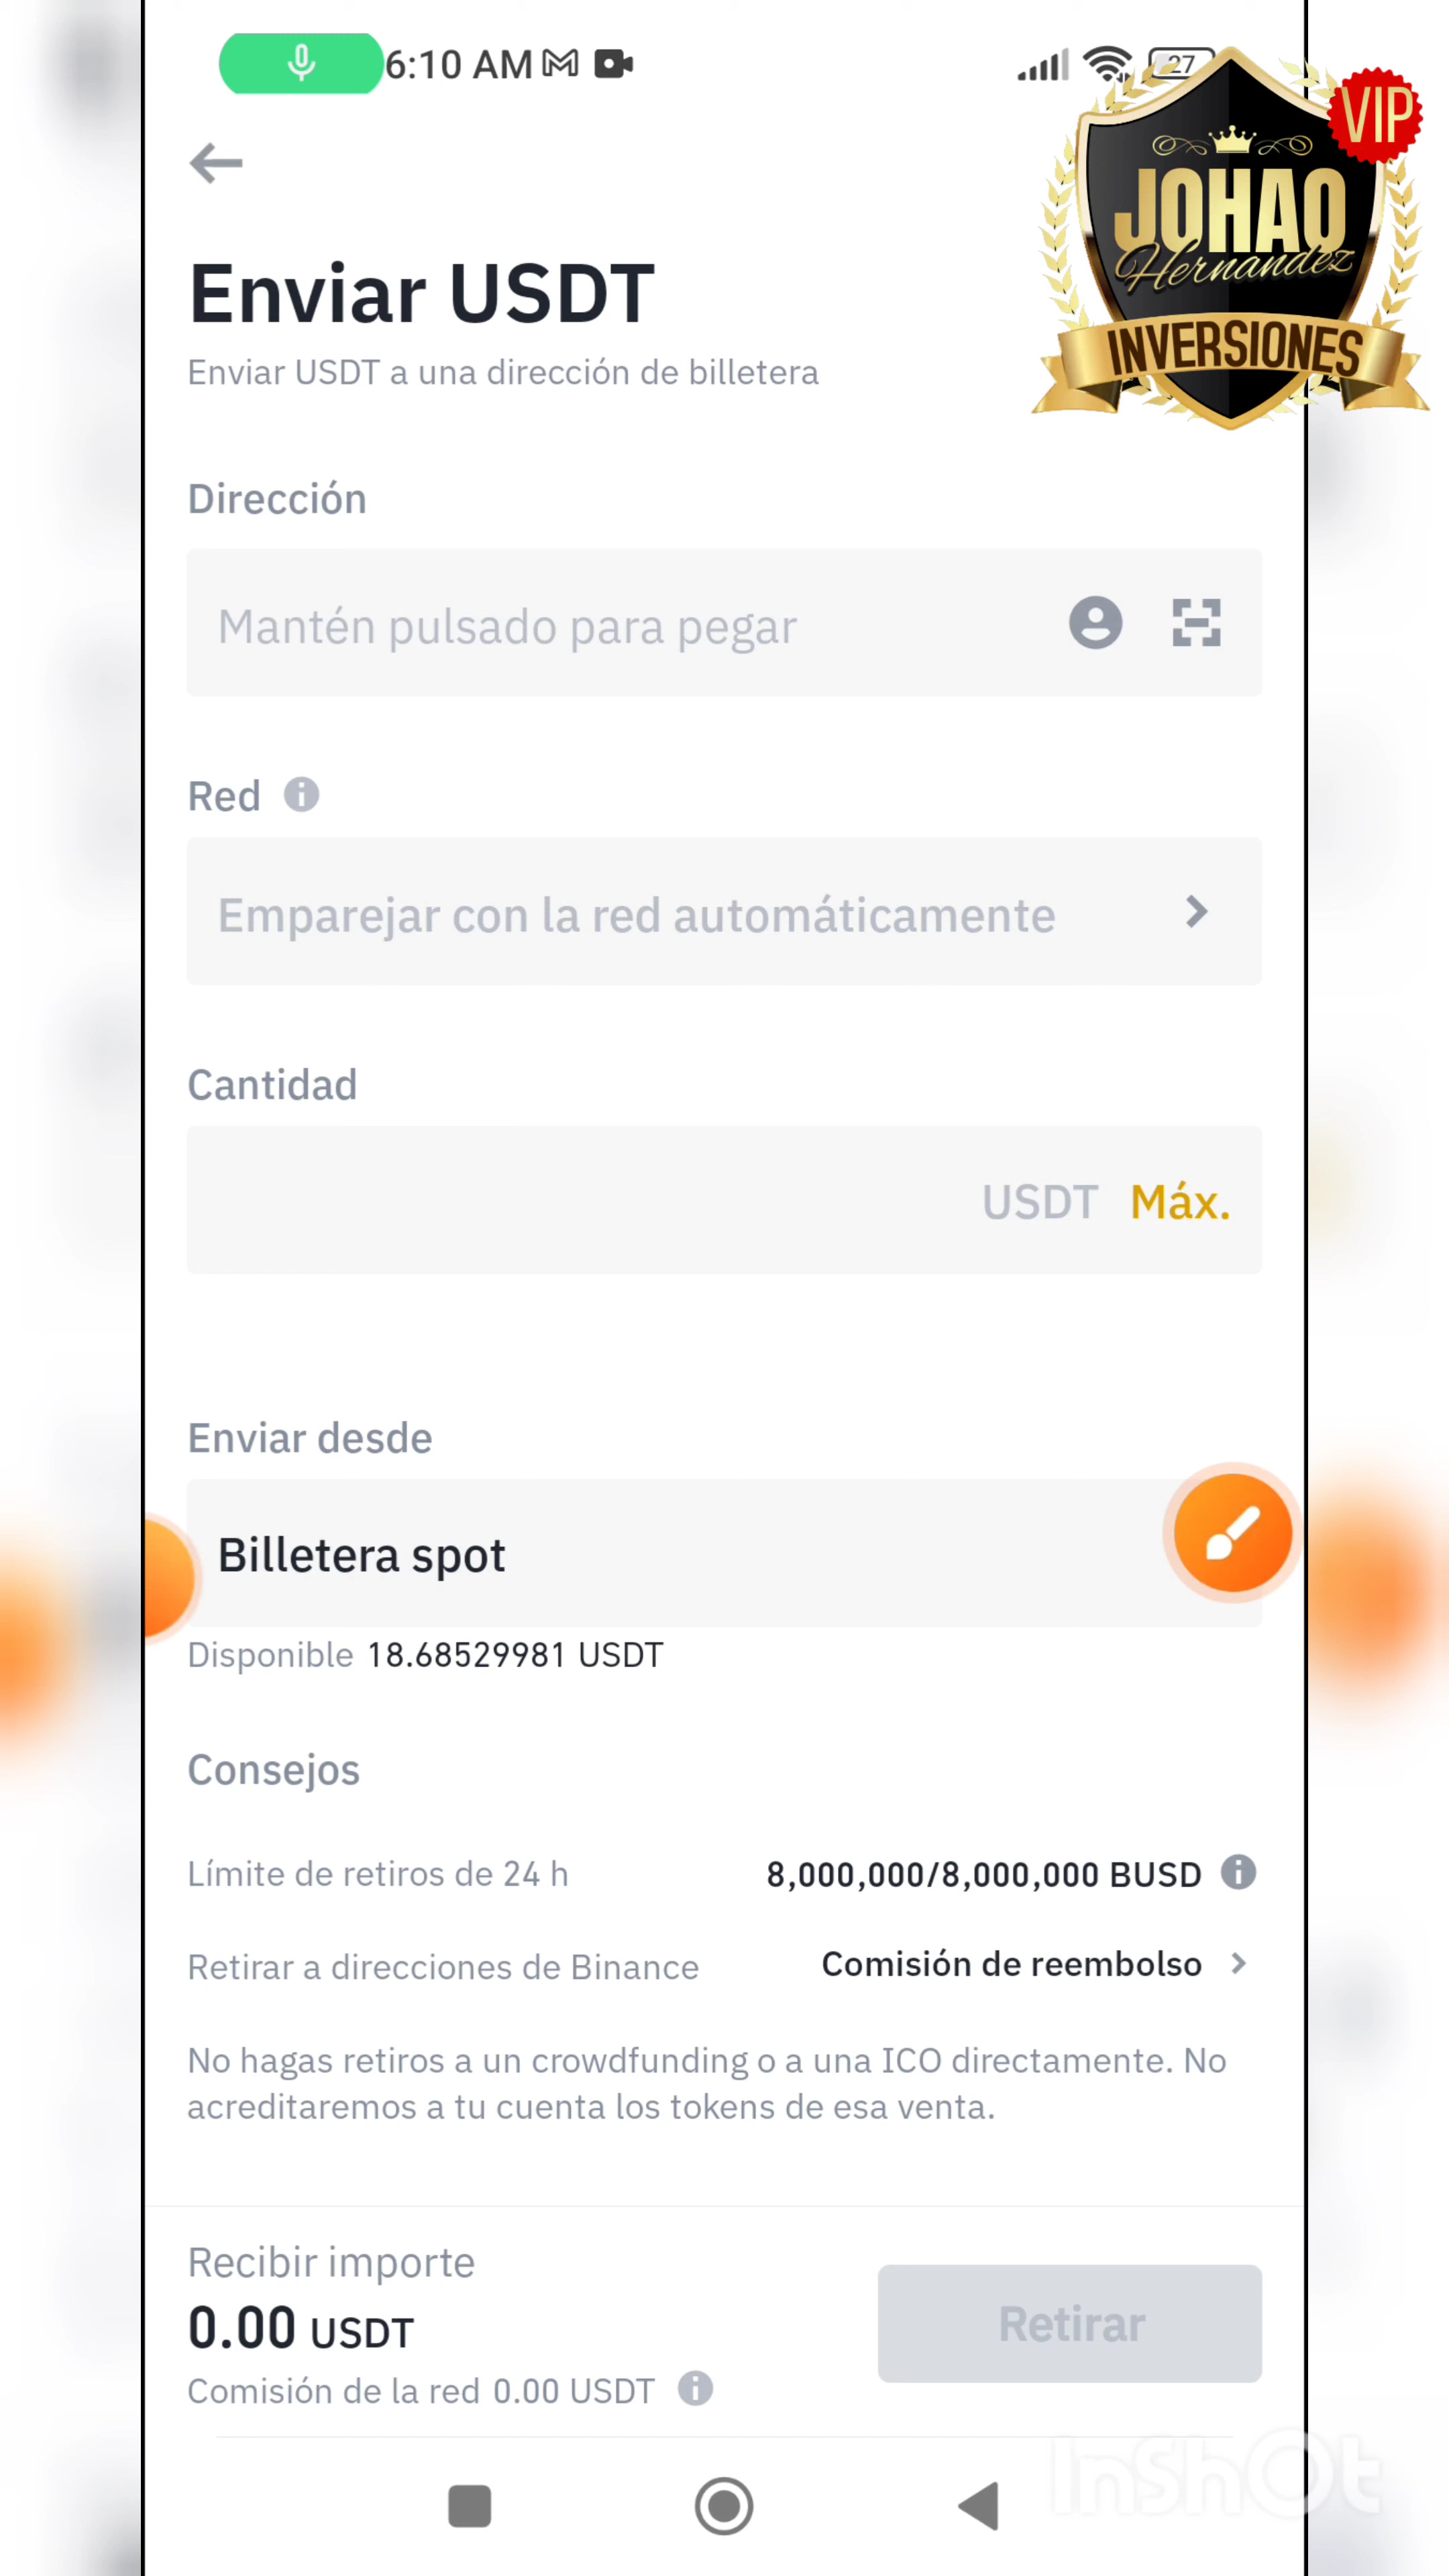 6:10 AM
27
VIP
JOHAO
Hernandez
INVERSIONES
Enviar USDT
Enviar USDT a una dirección de billetera
Dirección
Mantén pulsado para pegar
Red
Emparejar con la red automáticamente
Cantidad
USDT Máx.
Enviar desde
Billetera spot
Disponible 18.68529981 USDT
Consejos
Límite de retiros de 24 h 8,000,000/8,000,000 BUSD
Retirar a direcciones de Binance Comisión de reembolso
No hagas retiros a un crowdfunding o a una ICO directamente. No
acreditaremos a tu cuenta los tokens de esa venta.
Recibir importe
0.00 USDT
Retirar
Comisión de la red 0.00 USDT
InShOt